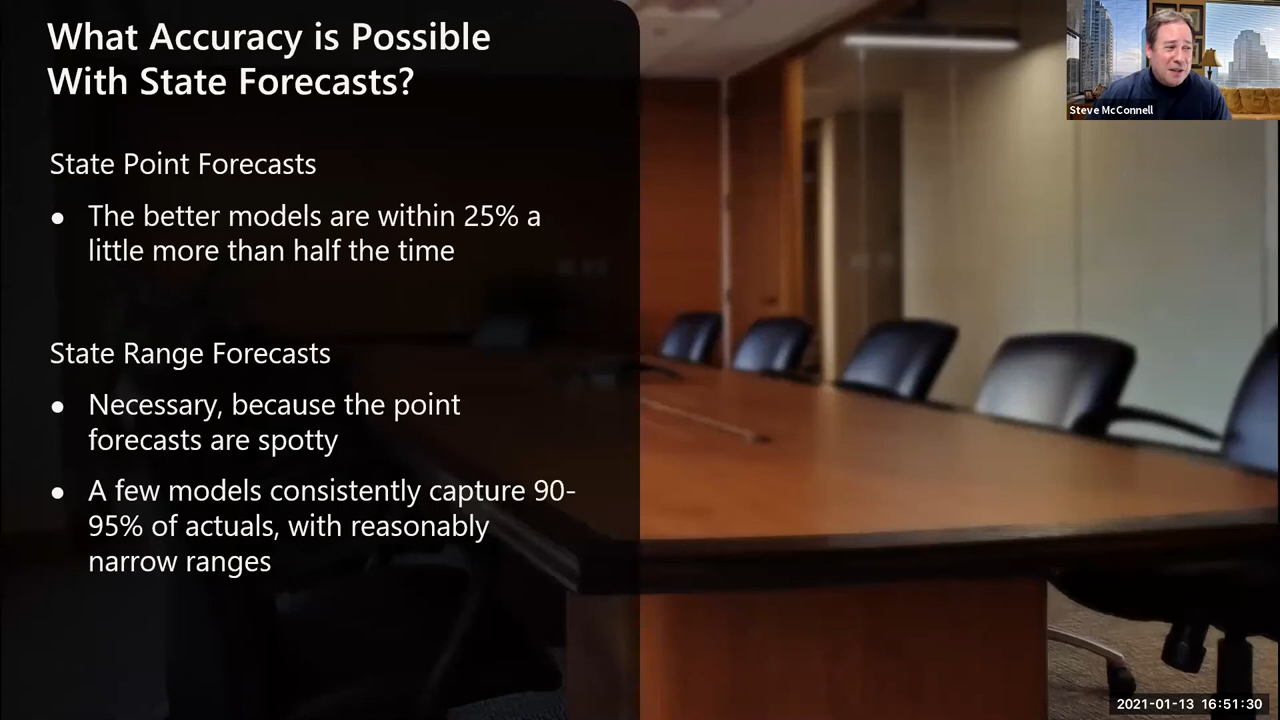 What Accuracy is Possible
With State Forecasts?
State Point Forecasts
● The better models are within 25% a
little more than half the time
State Range Forecasts
● Necessary, because the point
forecasts are spotty
● A few models consistently capture 90-
95% of actuals, with reasonably
narrow ranges
Steve McConnell
2021-01-13 16:51:30